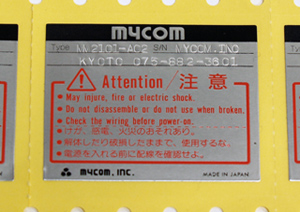 mycom
Type NN2101-AC2 S/N MYCOM.INC
KYOTO 075-882-3601
Attention/注意
• May injure, fire or electric shock.
• Do not disassemble or do not use when broken.
• Check the wiring before power-on.
• けが、感電、火災のおそれあり。
• 解体したり破損したままで、使用するな。
• 電源を入れる前に配線を確認せよ。
mycom, INC. MADE IN JAPAN